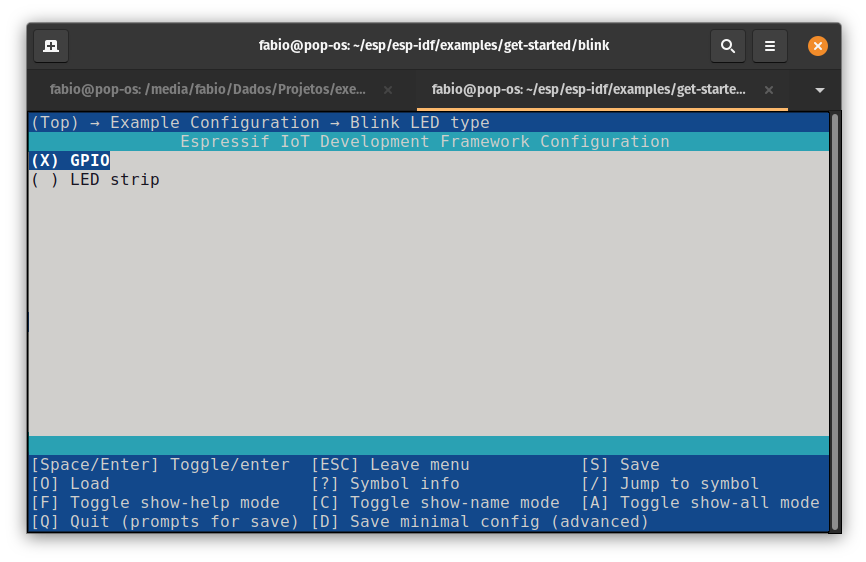 fabio@pop-os: ~/esp/esp-idf/examples/get-started/blink
fabio@pop-os: /media/fabio/Dados/Projetos/exe...
fabio@pop-os: ~/esp/esp-idf/examples/get-starte...
(Top) → Example Configuration → Blink LED type
Espressif IoT Development Framework Configuration
(X) GPIO
( ) LED strip
[Space/Enter] Toggle/enter [ESC] Leave menu [S] Save
[O] Load [?] Symbol info [/] Jump to symbol
[F] Toggle show-help mode [C] Toggle show-name mode [A] Toggle show-all mode
[Q] Quit (prompts for save) [D] Save minimal config (advanced)